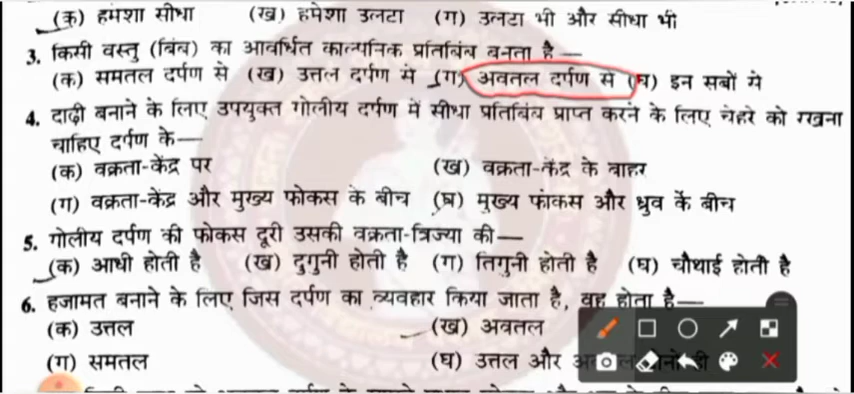 (क) हमेशा सीधा (ख) हमेशा उलटा (ग) उलटा भी और सीधा भी
3. किसी वस्तु (बिंब) का आवर्धित काल्पनिक प्रतिबिंब बनता है —
(क) समतल दर्पण से (ख) उत्तल दर्पण से (ग) अवतल दर्पण से (घ) इन सबों से
4. दाढ़ी बनाने के लिए उपयुक्त गोलीय दर्पण में सीधा प्रतिबिंब प्राप्त करने के लिए चेहरे को रखना
चाहिए दर्पण के—
(क) वक्रता-केंद्र पर (ख) वक्रता-केंद्र के बाहर
(ग) वक्रता-केंद्र और मुख्य फोकस के बीच (घ) मुख्य फोकस और ध्रुव के बीच
5. गोलीय दर्पण की फोकस दूरी उसकी वक्रता-त्रिज्या की—
(क) आधी होती है (ख) दुगुनी होती है (ग) तिगुनी होती है (घ) चौथाई होती है
6. हजामत बनाने के लिए जिस दर्पण का व्यवहार किया जाता है, वह होता है—
(क) उत्तल (ख) अवतल
(ग) समतल (घ) उत्तल और